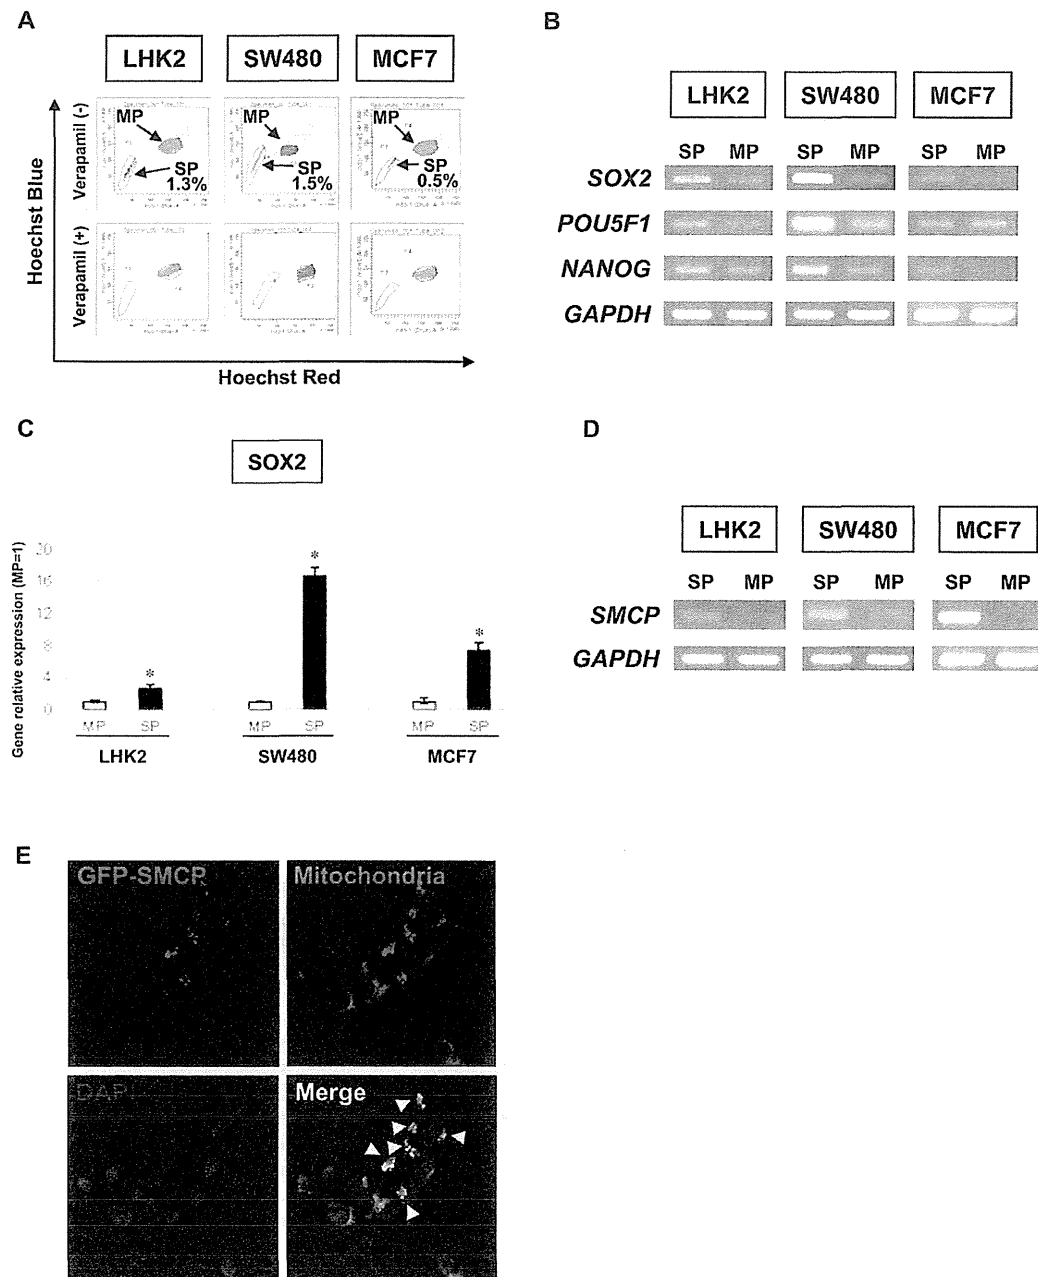 A
LHK2 SW480 MCF7
Hoechst Blue
Verapamil (-)
MP MP MP
SP SP SP
1.3% 1.5% 0.5%
Verapamil (+)
Hoechst Red
B
LHK2 SW480 MCF7
SP MP SP MP SP MP
SOX2
POU5F1
NANOG
GAPDH
C
SOX2
Gene relative expression (MP=1)
20
16
12
8
4
0
* * *
MP SP MP SP MP SP
LHK2 SW480 MCF7
D
LHK2 SW480 MCF7
SP MP SP MP SP MP
SMCP
GAPDH
E
GFP-SMCP Mitochondria
DAPI Merge